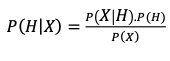 P(H|X) = P(X|H).P(H) / P(X)